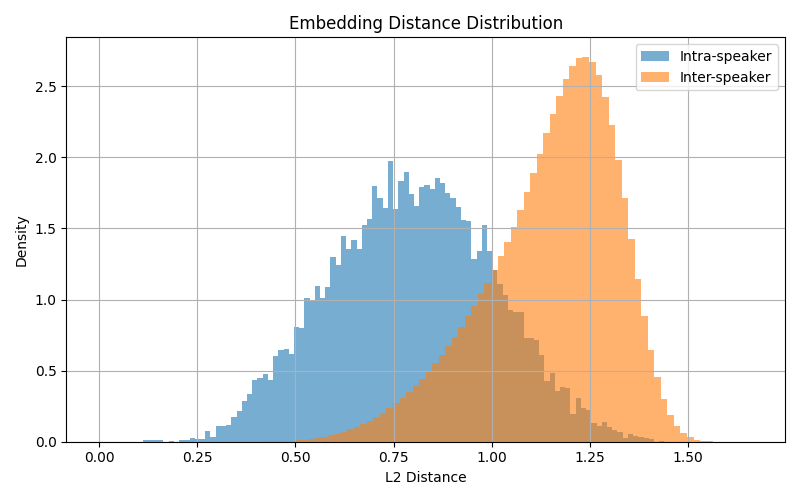 Embedding Distance Distribution
Intra-speaker
Inter-speaker
Density
2.5
2.0
1.5
1.0
0.5
0.0
0.00 0.25 0.50 0.75 1.00 1.25 1.50
L2 Distance